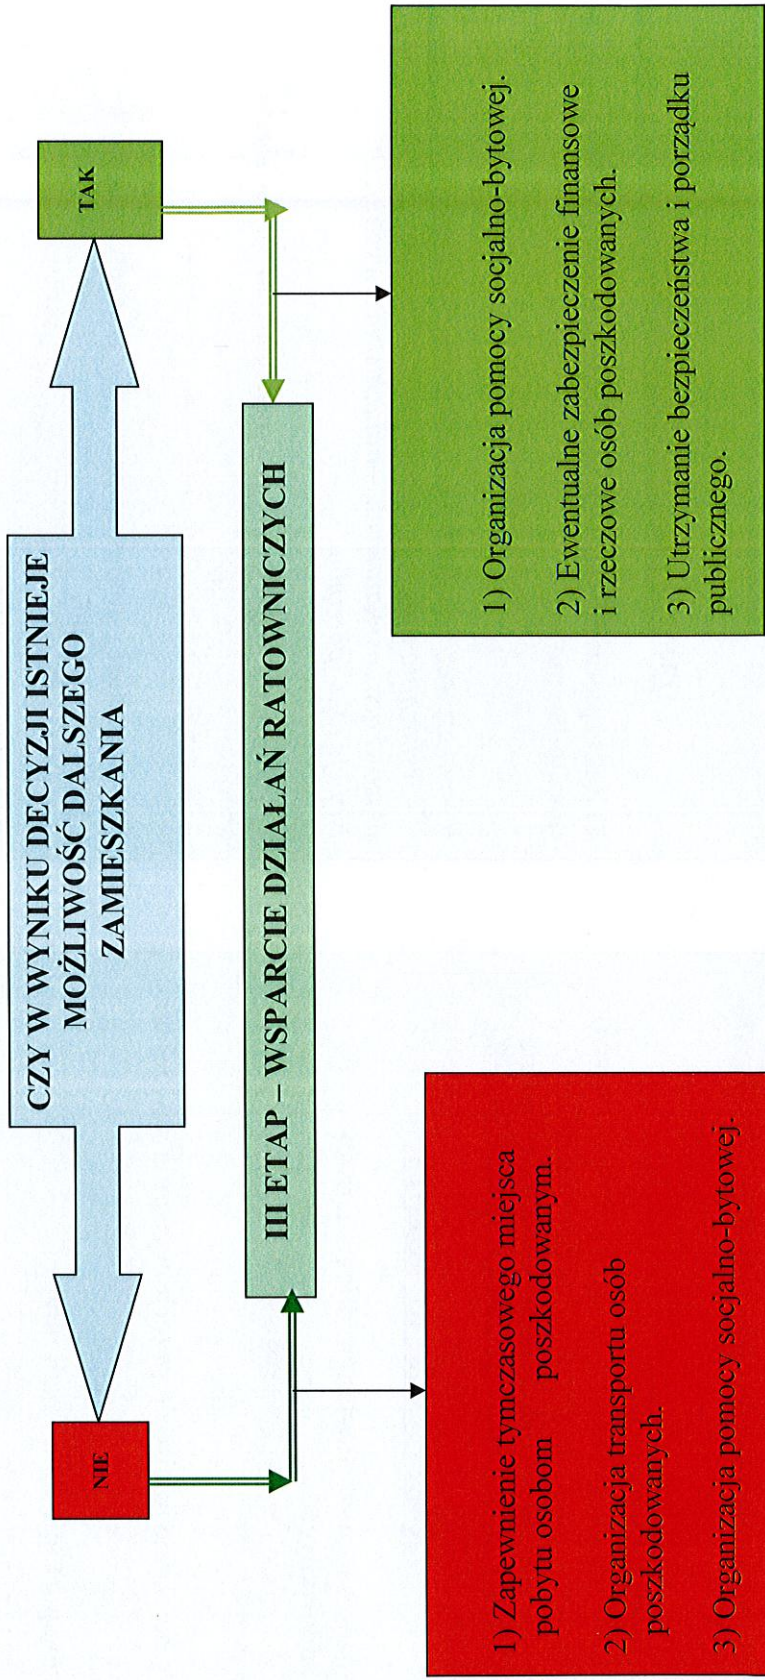 CZY W WYNIKU DECYZJI ISTNIEJE
MOŻLIWOŚĆ DALSZEGO
ZAMIESZKANIA
NIE
TAK
III ETAP – WSPARCIE DZIAŁAŃ RATOWNICZYCH
1) Zapewnienie tymczasowego miejsca
pobytu osobom poszkodowanym.
2) Organizacja transportu osób
poszkodowanych.
3) Organizacja pomocy socjalno-bytowej.
1) Organizacja pomocy socjalno-bytowej.
2) Ewentualne zabezpieczenie finansowe
i rzeczowe osób poszkodowanych.
3) Utrzymanie bezpieczeństwa i porządku
publicznego.